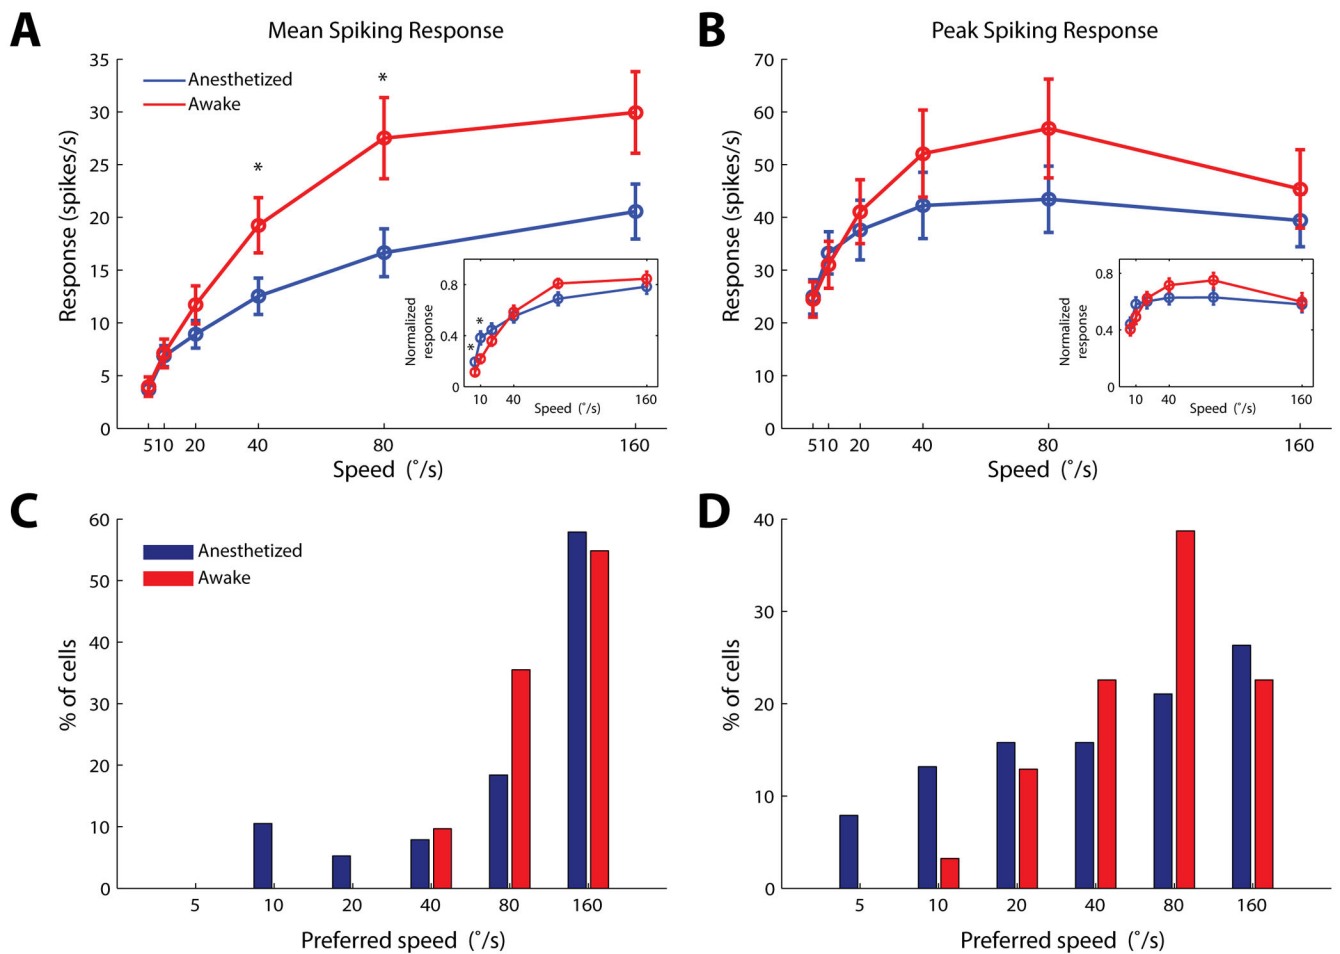 A
Mean Spiking Response
35
30
25
20
15
10
5
0
Response (spikes/s)
Anesthetized
Awake
*
*
5 10 20 40 80 160
Speed (°/s)
0.8
0.4
0
Normalized
response
*
*
10 40 160
Speed (°/s)
B
Peak Spiking Response
70
60
50
40
30
20
10
0
Response (spikes/s)
5 10 20 40 80 160
Speed (°/s)
0.8
0.4
0
Normalized
response
10 40 160
Speed (°/s)
C
60
50
40
30
20
10
0
% of cells
Anesthetized
Awake
5 10 20 40 80 160
Preferred speed (°/s)
D
40
30
20
10
0
% of cells
5 10 20 40 80 160
Preferred speed (°/s)